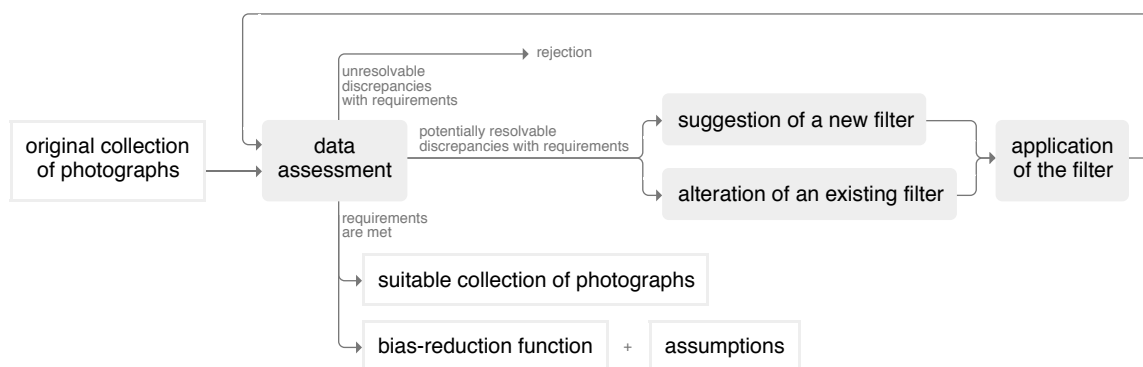 rejection
unresolvable
discrepancies
with requirements
original collection
of photographs
data
assessment
potentially resolvable
discrepancies with requirements
suggestion of a new filter
alteration of an existing filter
application
of the filter
requirements
are met
suitable collection of photographs
bias-reduction function + assumptions